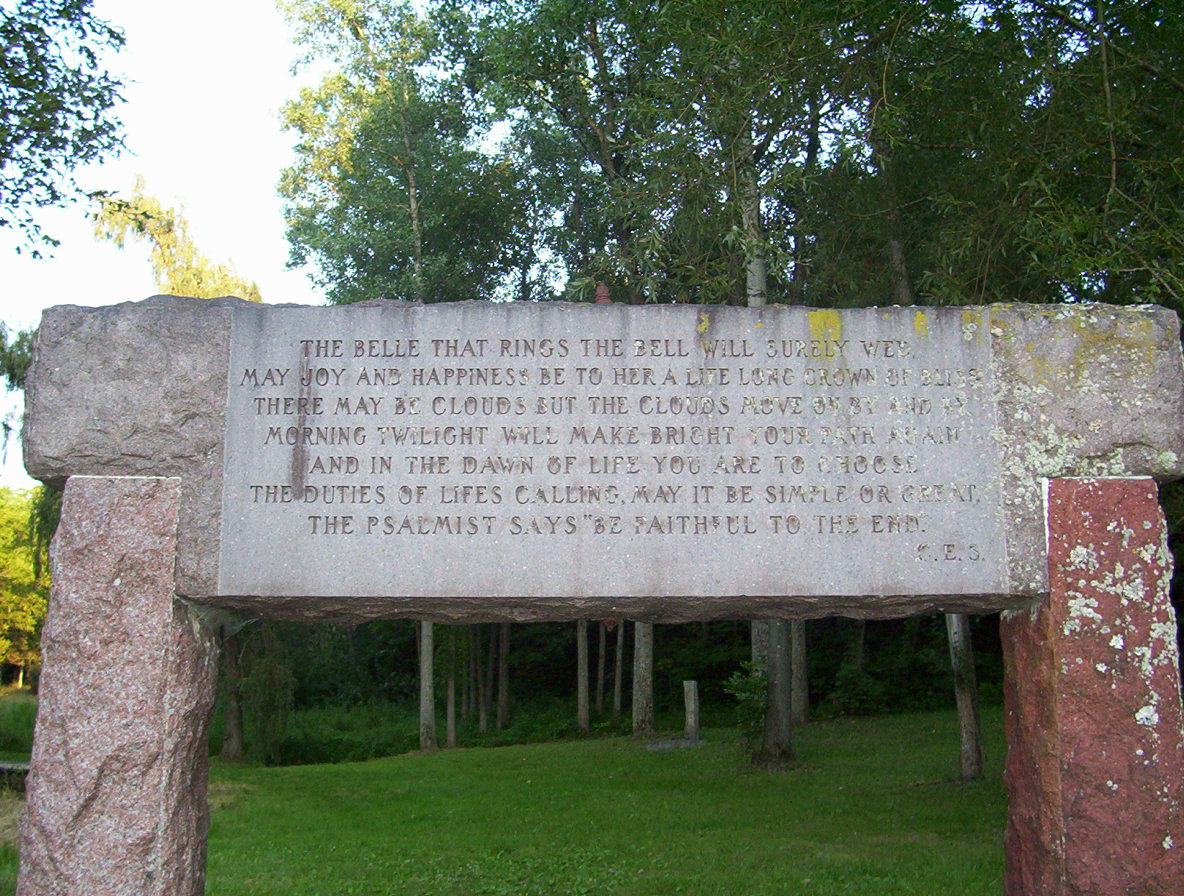 THE BELLE THAT RINGS THE BELL WILL SURELY WED,
MAY JOY AND HAPPINESS BE TO HER A LIFE LONG CROWN OF BLISS
THERE MAY BE CLOUDS BUT THE CLOUDS MOVE ON BY AND BY
MORNING TWILIGHT WILL MAKE BRIGHT YOUR PATH AGAIN
AND IN THE DAWN OF LIFE YOU ARE TO CHOOSE
THE DUTIES OF LIFES CALLING, MAY IT BE SIMPLE OR GREAT,
THE PSALMIST SAYS "BE FAITHFUL TO THE END.